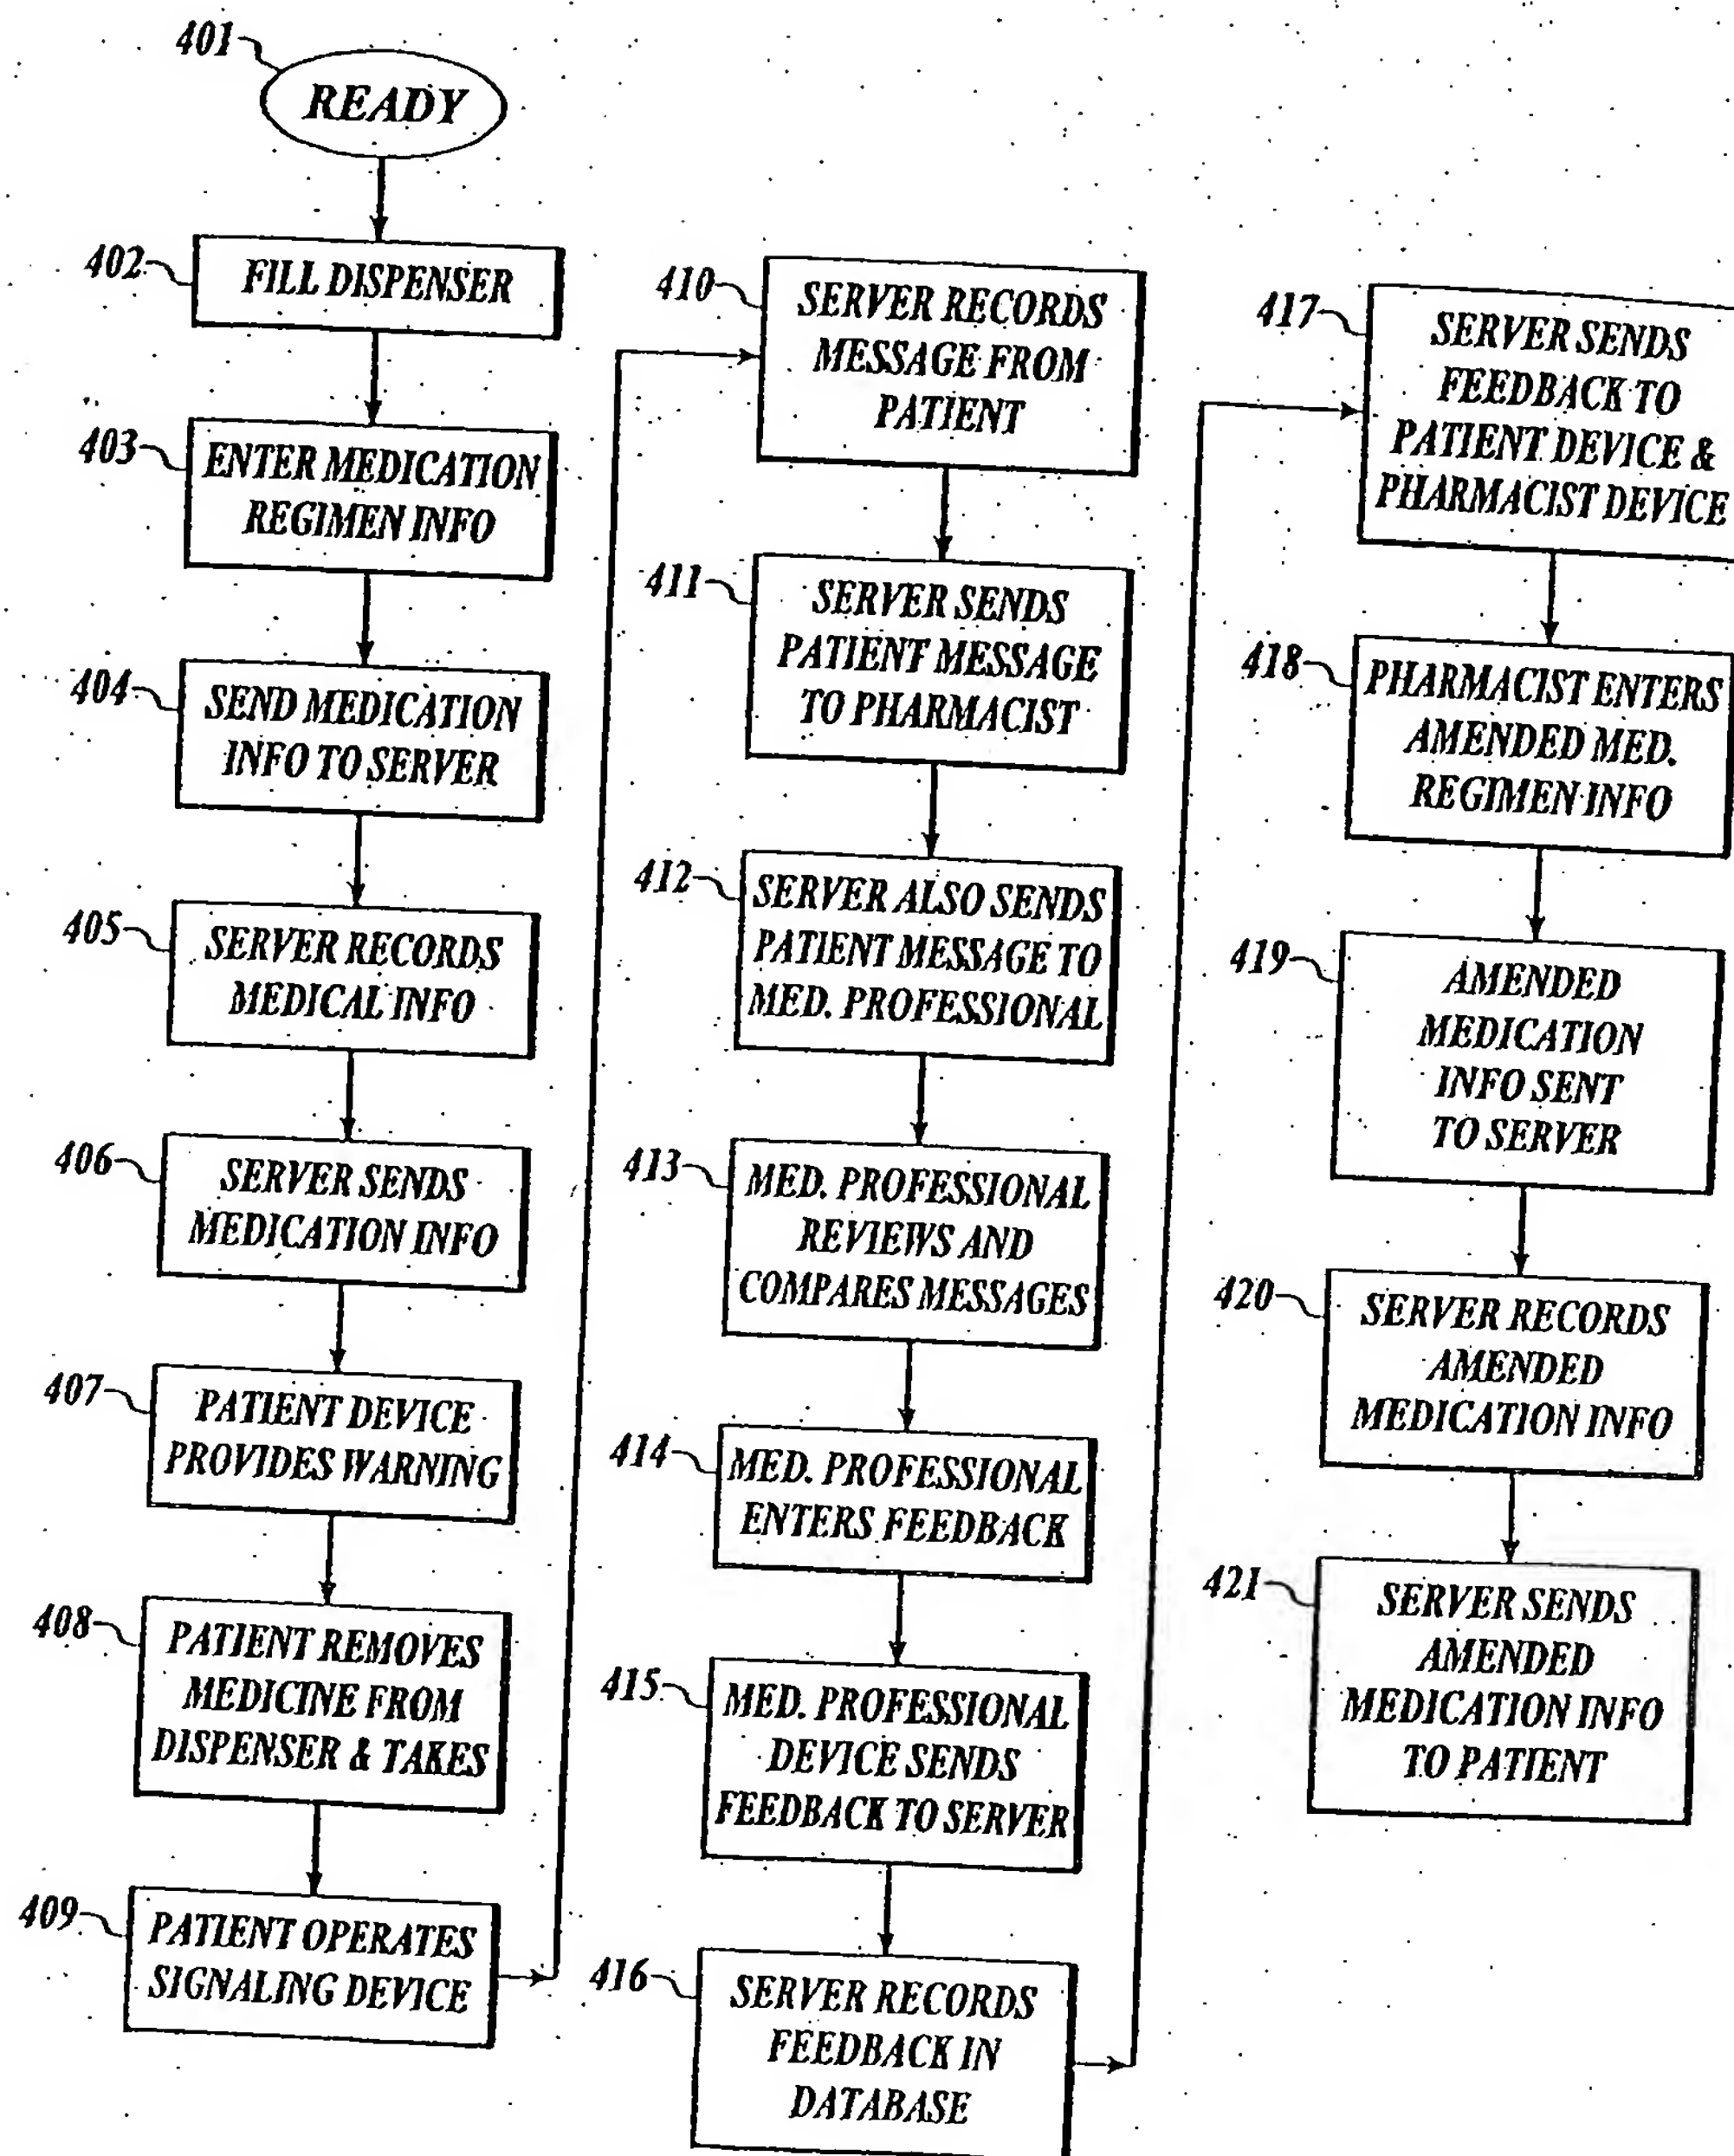 401
READY
402
FILL DISPENSER
403
ENTER MEDICATION
REGIMEN INFO
404
SEND MEDICATION
INFO TO SERVER
405
SERVER RECORDS
MEDICAL INFO
406
SERVER SENDS
MEDICATION INFO
407
PATIENT DEVICE
PROVIDES WARNING
408
PATIENT REMOVES
MEDICINE FROM
DISPENSER & TAKES
409
PATIENT OPERATES
SIGNALING DEVICE
410
SERVER RECORDS
MESSAGE FROM
PATIENT
411
SERVER SENDS
PATIENT MESSAGE
TO PHARMACIST
412
SERVER ALSO SENDS
PATIENT MESSAGE TO
MED. PROFESSIONAL
413
MED. PROFESSIONAL
REVIEWS AND
COMPARES MESSAGES
414
MED. PROFESSIONAL
ENTERS FEEDBACK
415
MED. PROFESSIONAL
DEVICE SENDS
FEEDBACK TO SERVER
416
SERVER RECORDS
FEEDBACK IN
DATABASE
417
SERVER SENDS
FEEDBACK TO
PATIENT DEVICE &
PHARMACIST DEVICE
418
PHARMACIST ENTERS
AMENDED MED.
REGIMEN INFO
419
AMENDED
MEDICATION
INFO SENT
TO SERVER
420
SERVER RECORDS
AMENDED
MEDICATION INFO
421
SERVER SENDS
AMENDED
MEDICATION INFO
TO PATIENT